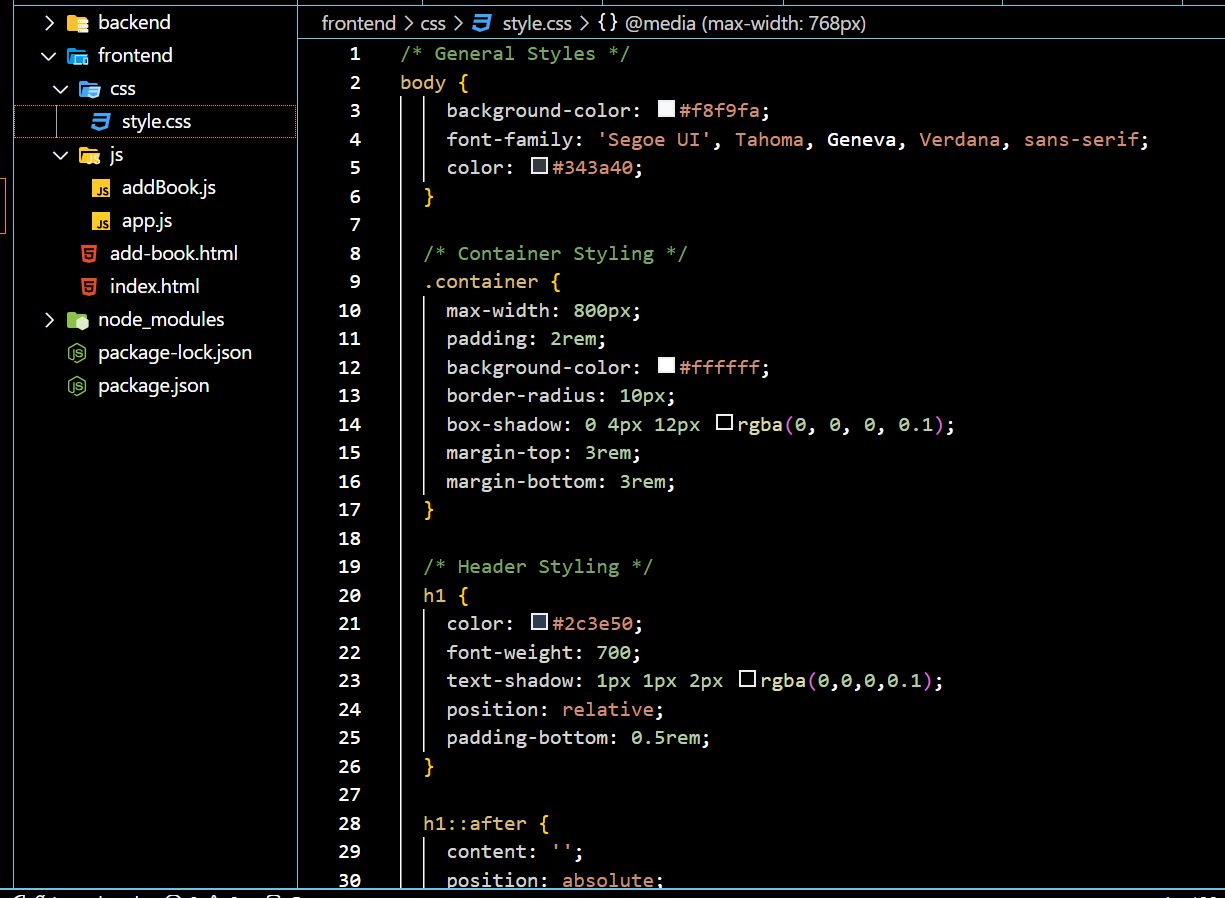 backend
frontend
css
style.css
js
addBook.js
app.js
add-book.html
index.html
node_modules
package-lock.json
package.json
frontend > css > style.css > {} @media (max-width: 768px)
1 /* General Styles */
2 body {
3 background-color: #f8f9fa;
4 font-family: 'Segoe UI', Tahoma, Geneva, Verdana, sans-serif;
5 color: #343a40;
6 }
7
8 /* Container Styling */
9 .container {
10 max-width: 800px;
11 padding: 2rem;
12 background-color: #ffffff;
13 border-radius: 10px;
14 box-shadow: 0 4px 12px rgba(0, 0, 0, 0.1);
15 margin-top: 3rem;
16 margin-bottom: 3rem;
17 }
18
19 /* Header Styling */
20 h1 {
21 color: #2c3e50;
22 font-weight: 700;
23 text-shadow: 1px 1px 2px rgba(0,0,0,0.1);
24 position: relative;
25 padding-bottom: 0.5rem;
26 }
27
28 h1::after {
29 content: '';
30 position: absolute;